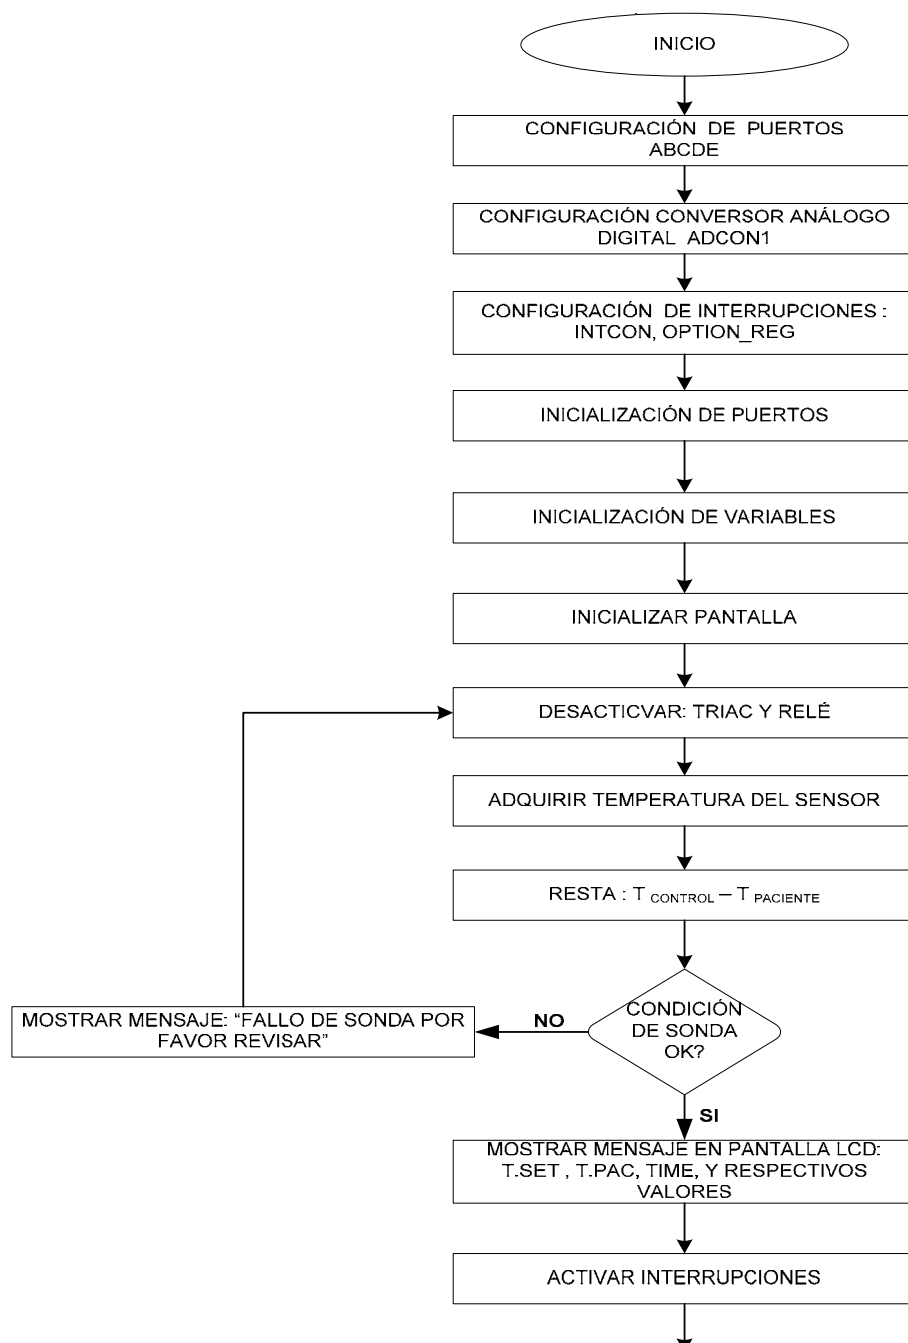 INICIO
CONFIGURACIÓN DE PUERTOS
ABCDE
CONFIGURACIÓN CONVERSOR ANÁLOGO
DIGITAL ADCON1
CONFIGURACIÓN DE INTERRUPCIONES :
INTCON, OPTION_REG
INICIALIZACIÓN DE PUERTOS
INICIALIZACIÓN DE VARIABLES
INICIALIZAR PANTALLA
DESACTICVAR: TRIAC Y RELÉ
ADQUIRIR TEMPERATURA DEL SENSOR
RESTA : T CONTROL – T PACIENTE
CONDICIÓN
DE SONDA
OK?
NO
MOSTRAR MENSAJE: “FALLO DE SONDA POR
FAVOR REVISAR”
SI
MOSTRAR MENSAJE EN PANTALLA LCD:
T.SET , T.PAC, TIME, Y RESPECTIVOS
VALORES
ACTIVAR INTERRUPCIONES